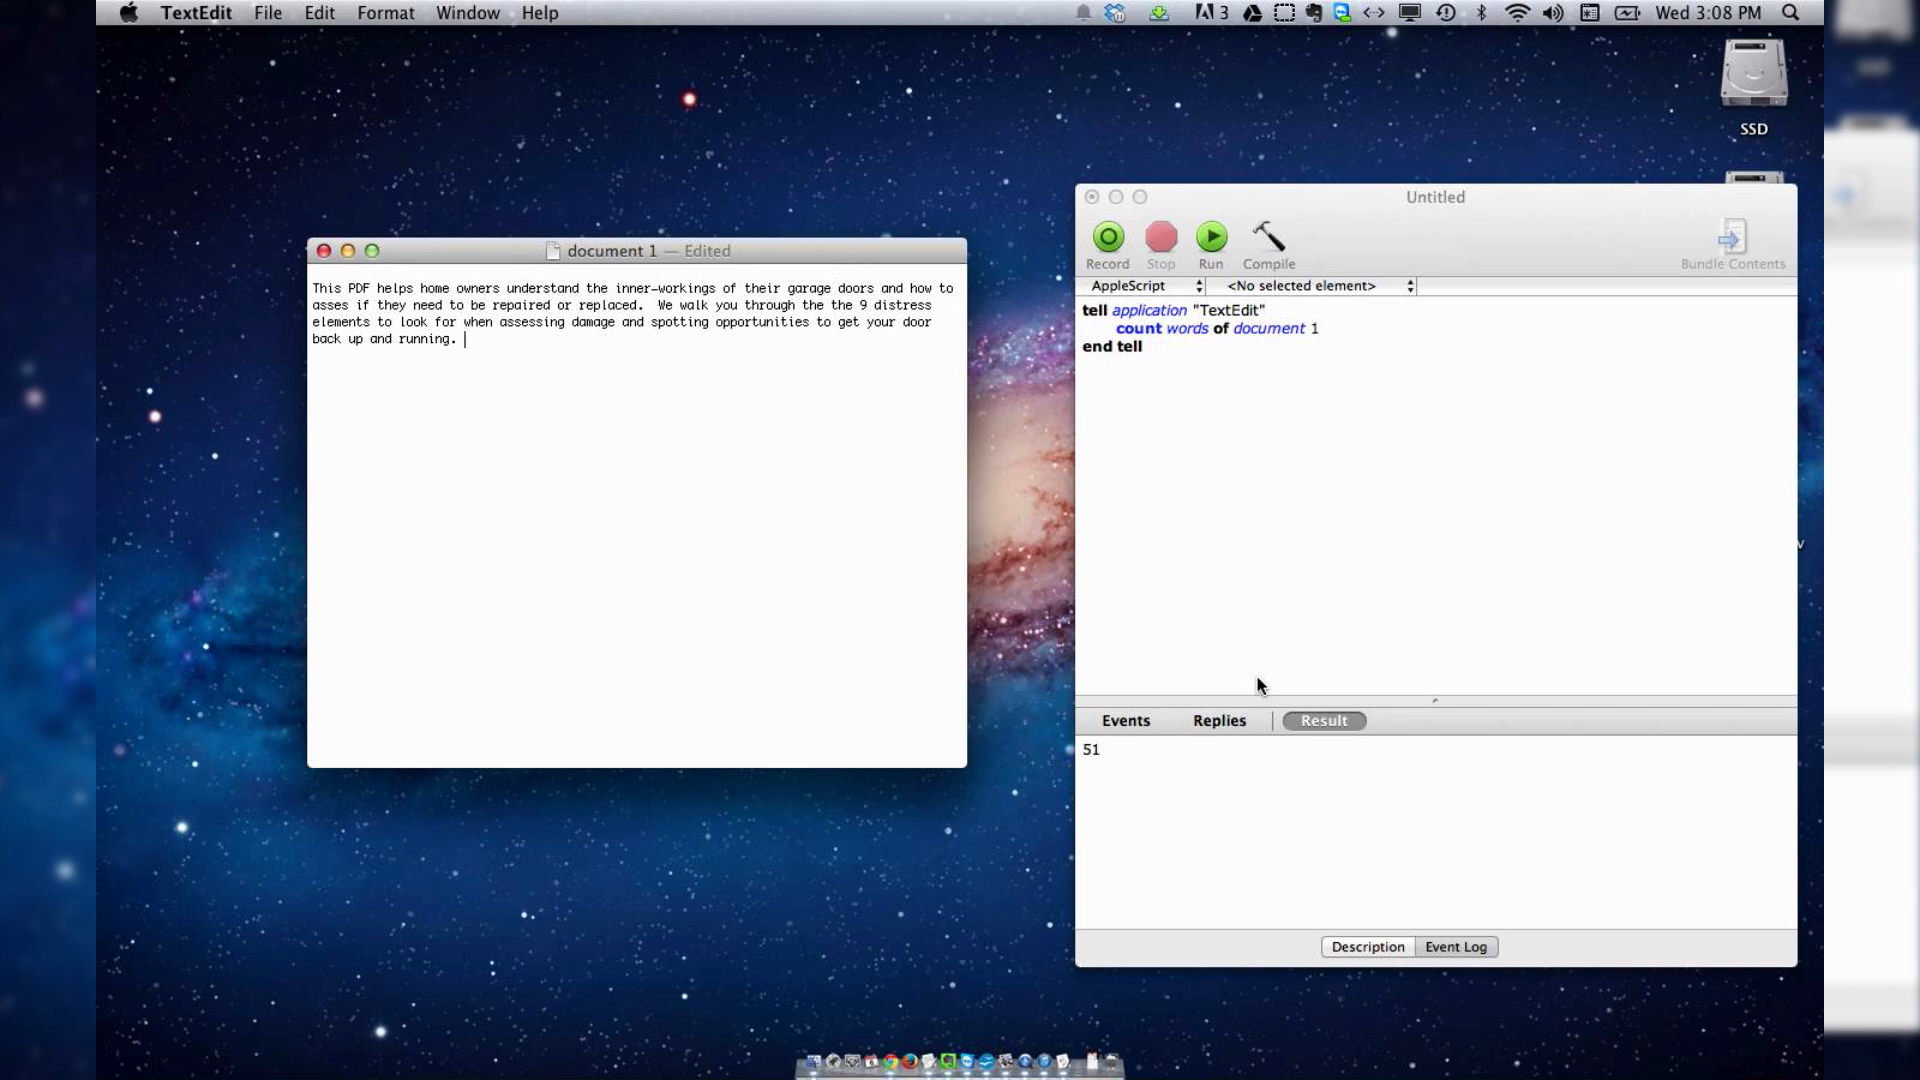 TextEdit File Edit Format Window Help
3 Wed 3:08 PM
SSD
document 1 — Edited
This PDF helps home owners understand the inner-workings of their garage doors and how to
asses if they need to be repaired or replaced.  We walk you through the the 9 distress
elements to look for when assessing damage and spotting opportunities to get your door
back up and running.
Untitled
Record Stop Run Compile Bundle Contents
AppleScript <No selected element>
tell application "TextEdit"
count words of document 1
end tell
Events Replies Result
51
Description Event Log